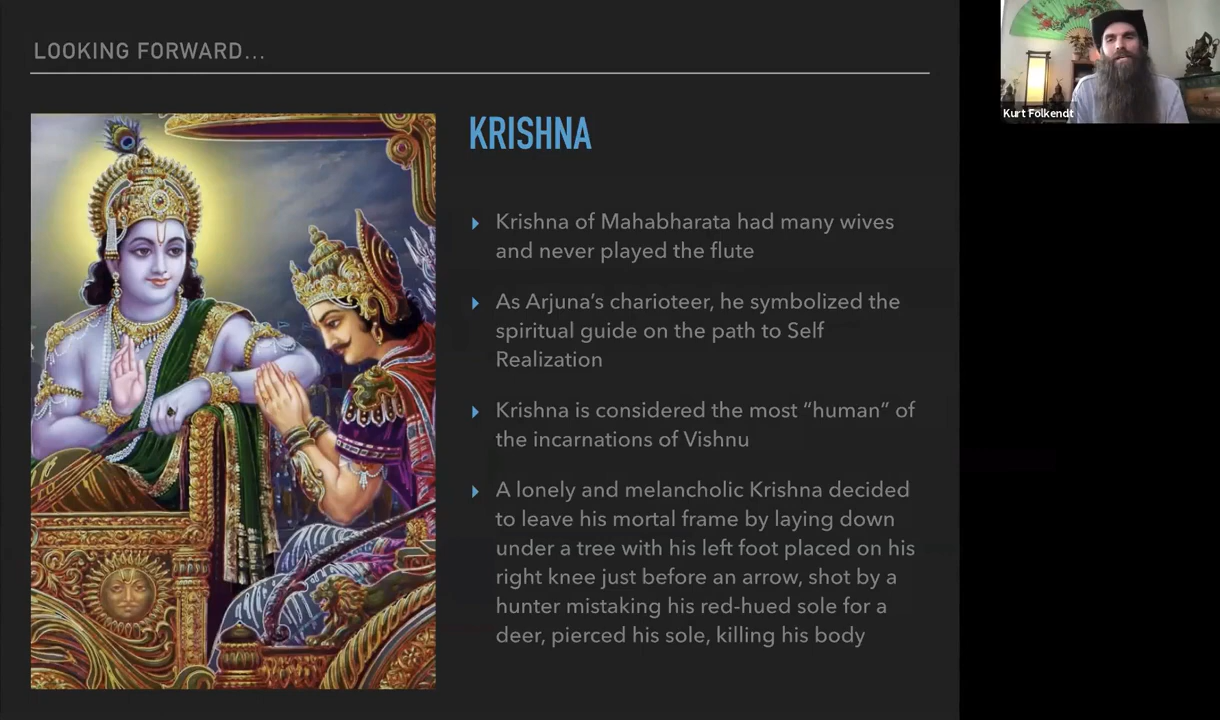 LOOKING FORWARD...
KRISHNA
Krishna of Mahabharata had many wives
and never played the flute
As Arjuna’s charioteer, he symbolized the
spiritual guide on the path to Self
Realization
Krishna is considered the most “human” of
the incarnations of Vishnu
A lonely and melancholic Krishna decided
to leave his mortal frame by laying down
under a tree with his left foot placed on his
right knee just before an arrow, shot by a
hunter mistaking his red-hued sole for a
deer, pierced his sole, killing his body
Kurt Folkendt